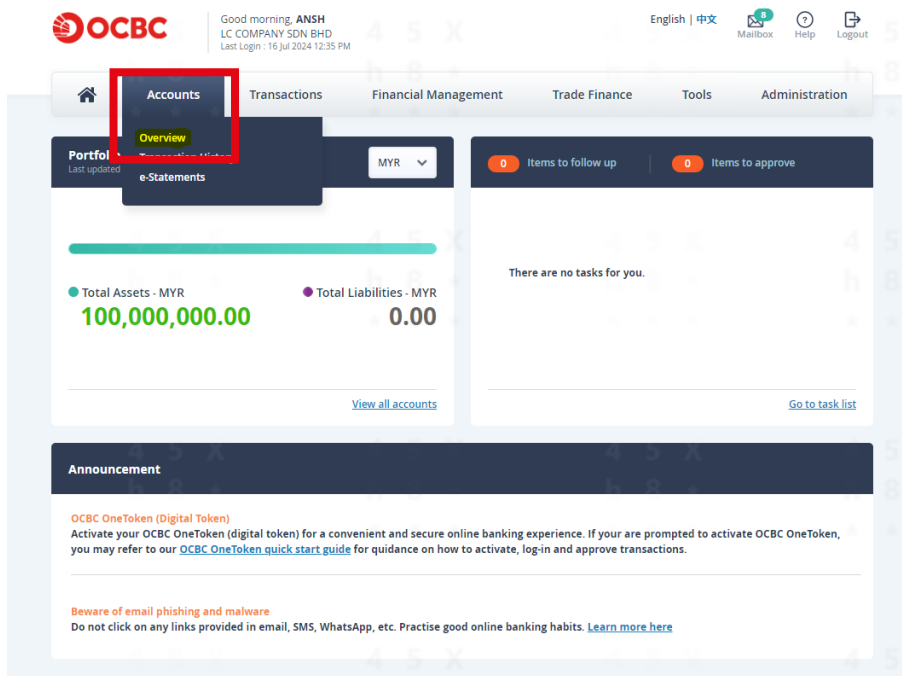 OCBC
Good morning, ANSH
LC COMPANY SDN BHD
Last Login : 16 Jul 2024 12:35 PM
English | 中文
8
Mailbox
Help
Logout
Accounts
Transactions
Financial Management
Trade Finance
Tools
Administration
Overview
Transaction History
e-Statements
Portfolio
Last updated
MYR
0 Items to follow up
0 Items to approve
There are no tasks for you.
Total Assets - MYR
100,000,000.00
Total Liabilities - MYR
0.00
View all accounts
Go to task list
Announcement
OCBC OneToken (Digital Token)
Activate your OCBC OneToken (digital token) for a convenient and secure online banking experience. If your are prompted to activate OCBC OneToken,
you may refer to our OCBC OneToken quick start guide for quidance on how to activate, log-in and approve transactions.
Beware of email phishing and malware
Do not click on any links provided in email, SMS, WhatsApp, etc. Practise good online banking habits. Learn more here